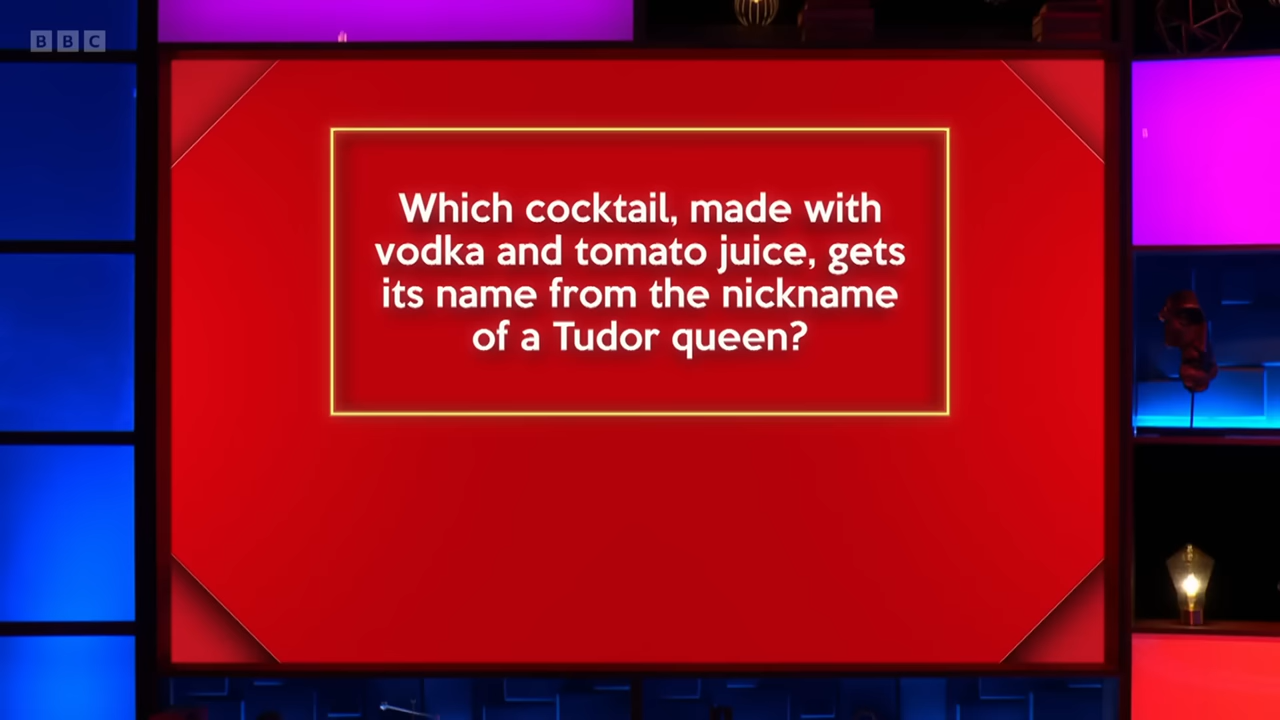 BBC
Which cocktail, made with
vodka and tomato juice, gets
its name from the nickname
of a Tudor queen?